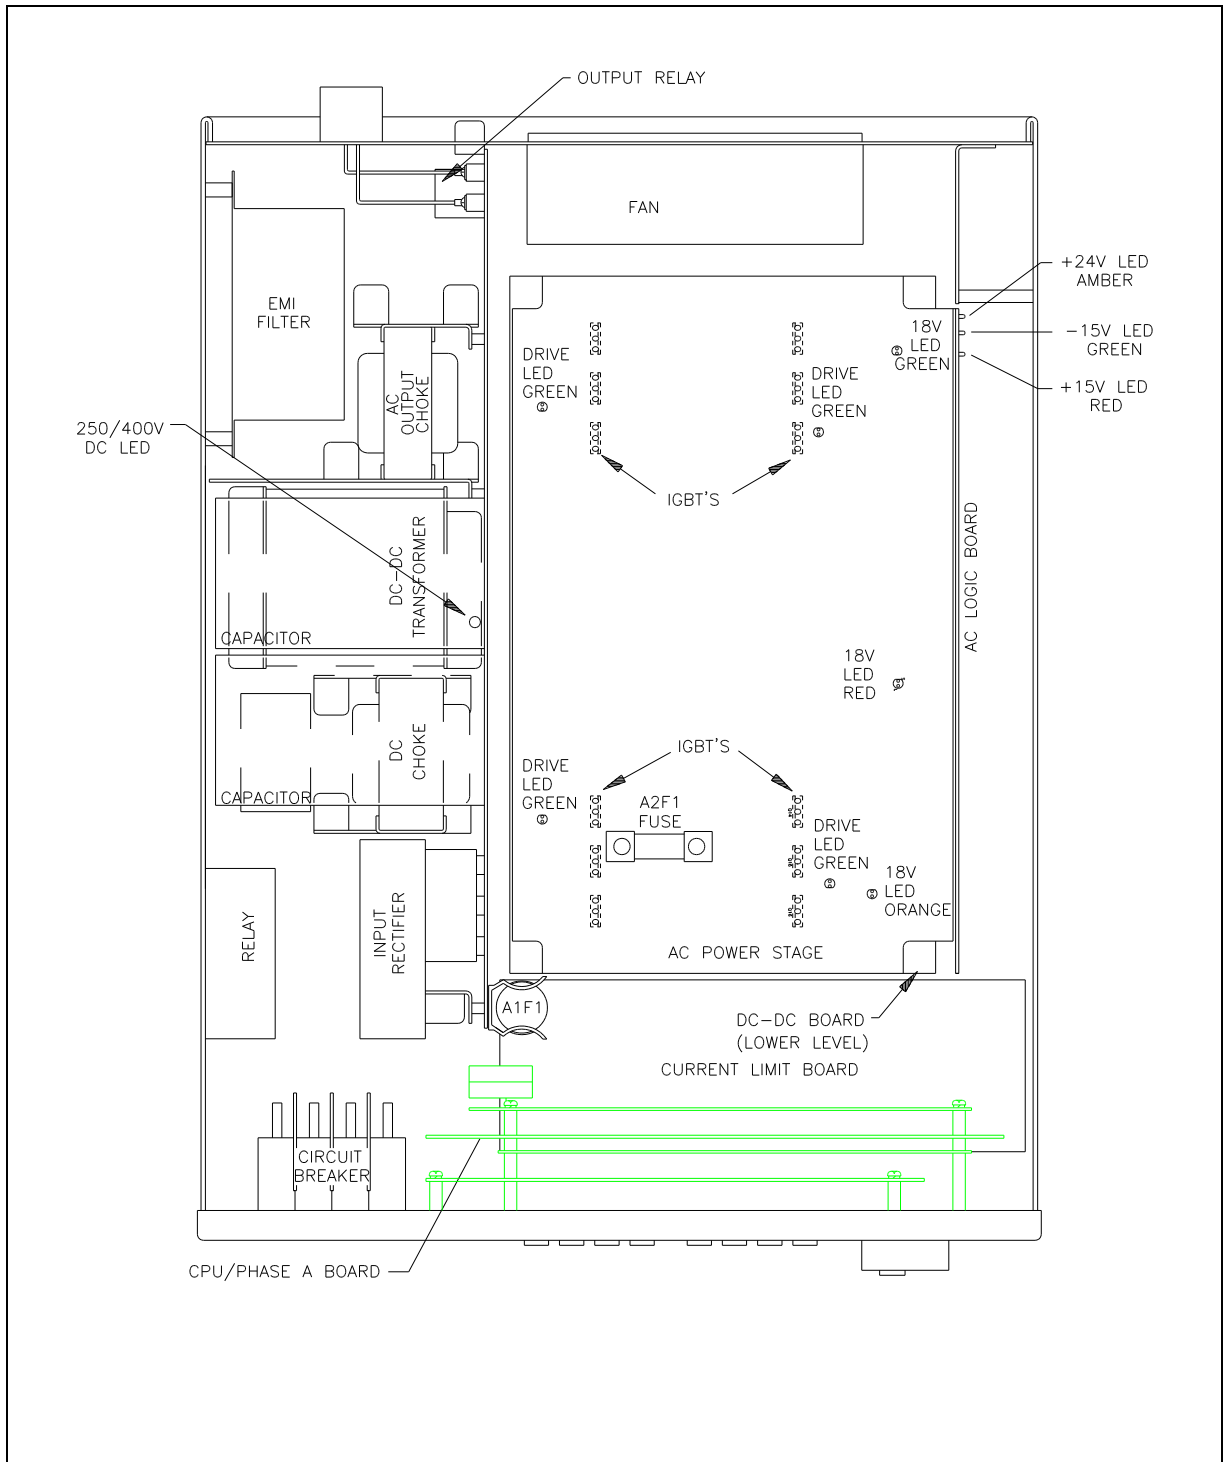 OUTPUT RELAY
FAN
+24V LED
AMBER
-15V LED
GREEN
+15V LED
RED
EMI
FILTER
18V
LED
GREEN
DRIVE
LED
GREEN
DRIVE
LED
GREEN
AC
OUTPUT
CHOKE
250/400V
DC LED
IGBT'S
AC LOGIC BOARD
DC-DC
TRANSFORMER
CAPACITOR
18V
LED
RED
DC
CHOKE
CAPACITOR
IGBT'S
DRIVE
LED
GREEN
A2F1
FUSE
DRIVE
LED
GREEN
18V
LED
ORANGE
RELAY
INPUT
RECTIFIER
AC POWER STAGE
A1F1
DC-DC BOARD
(LOWER LEVEL)
CURRENT LIMIT BOARD
CIRCUIT
BREAKER
CPU/PHASE A BOARD